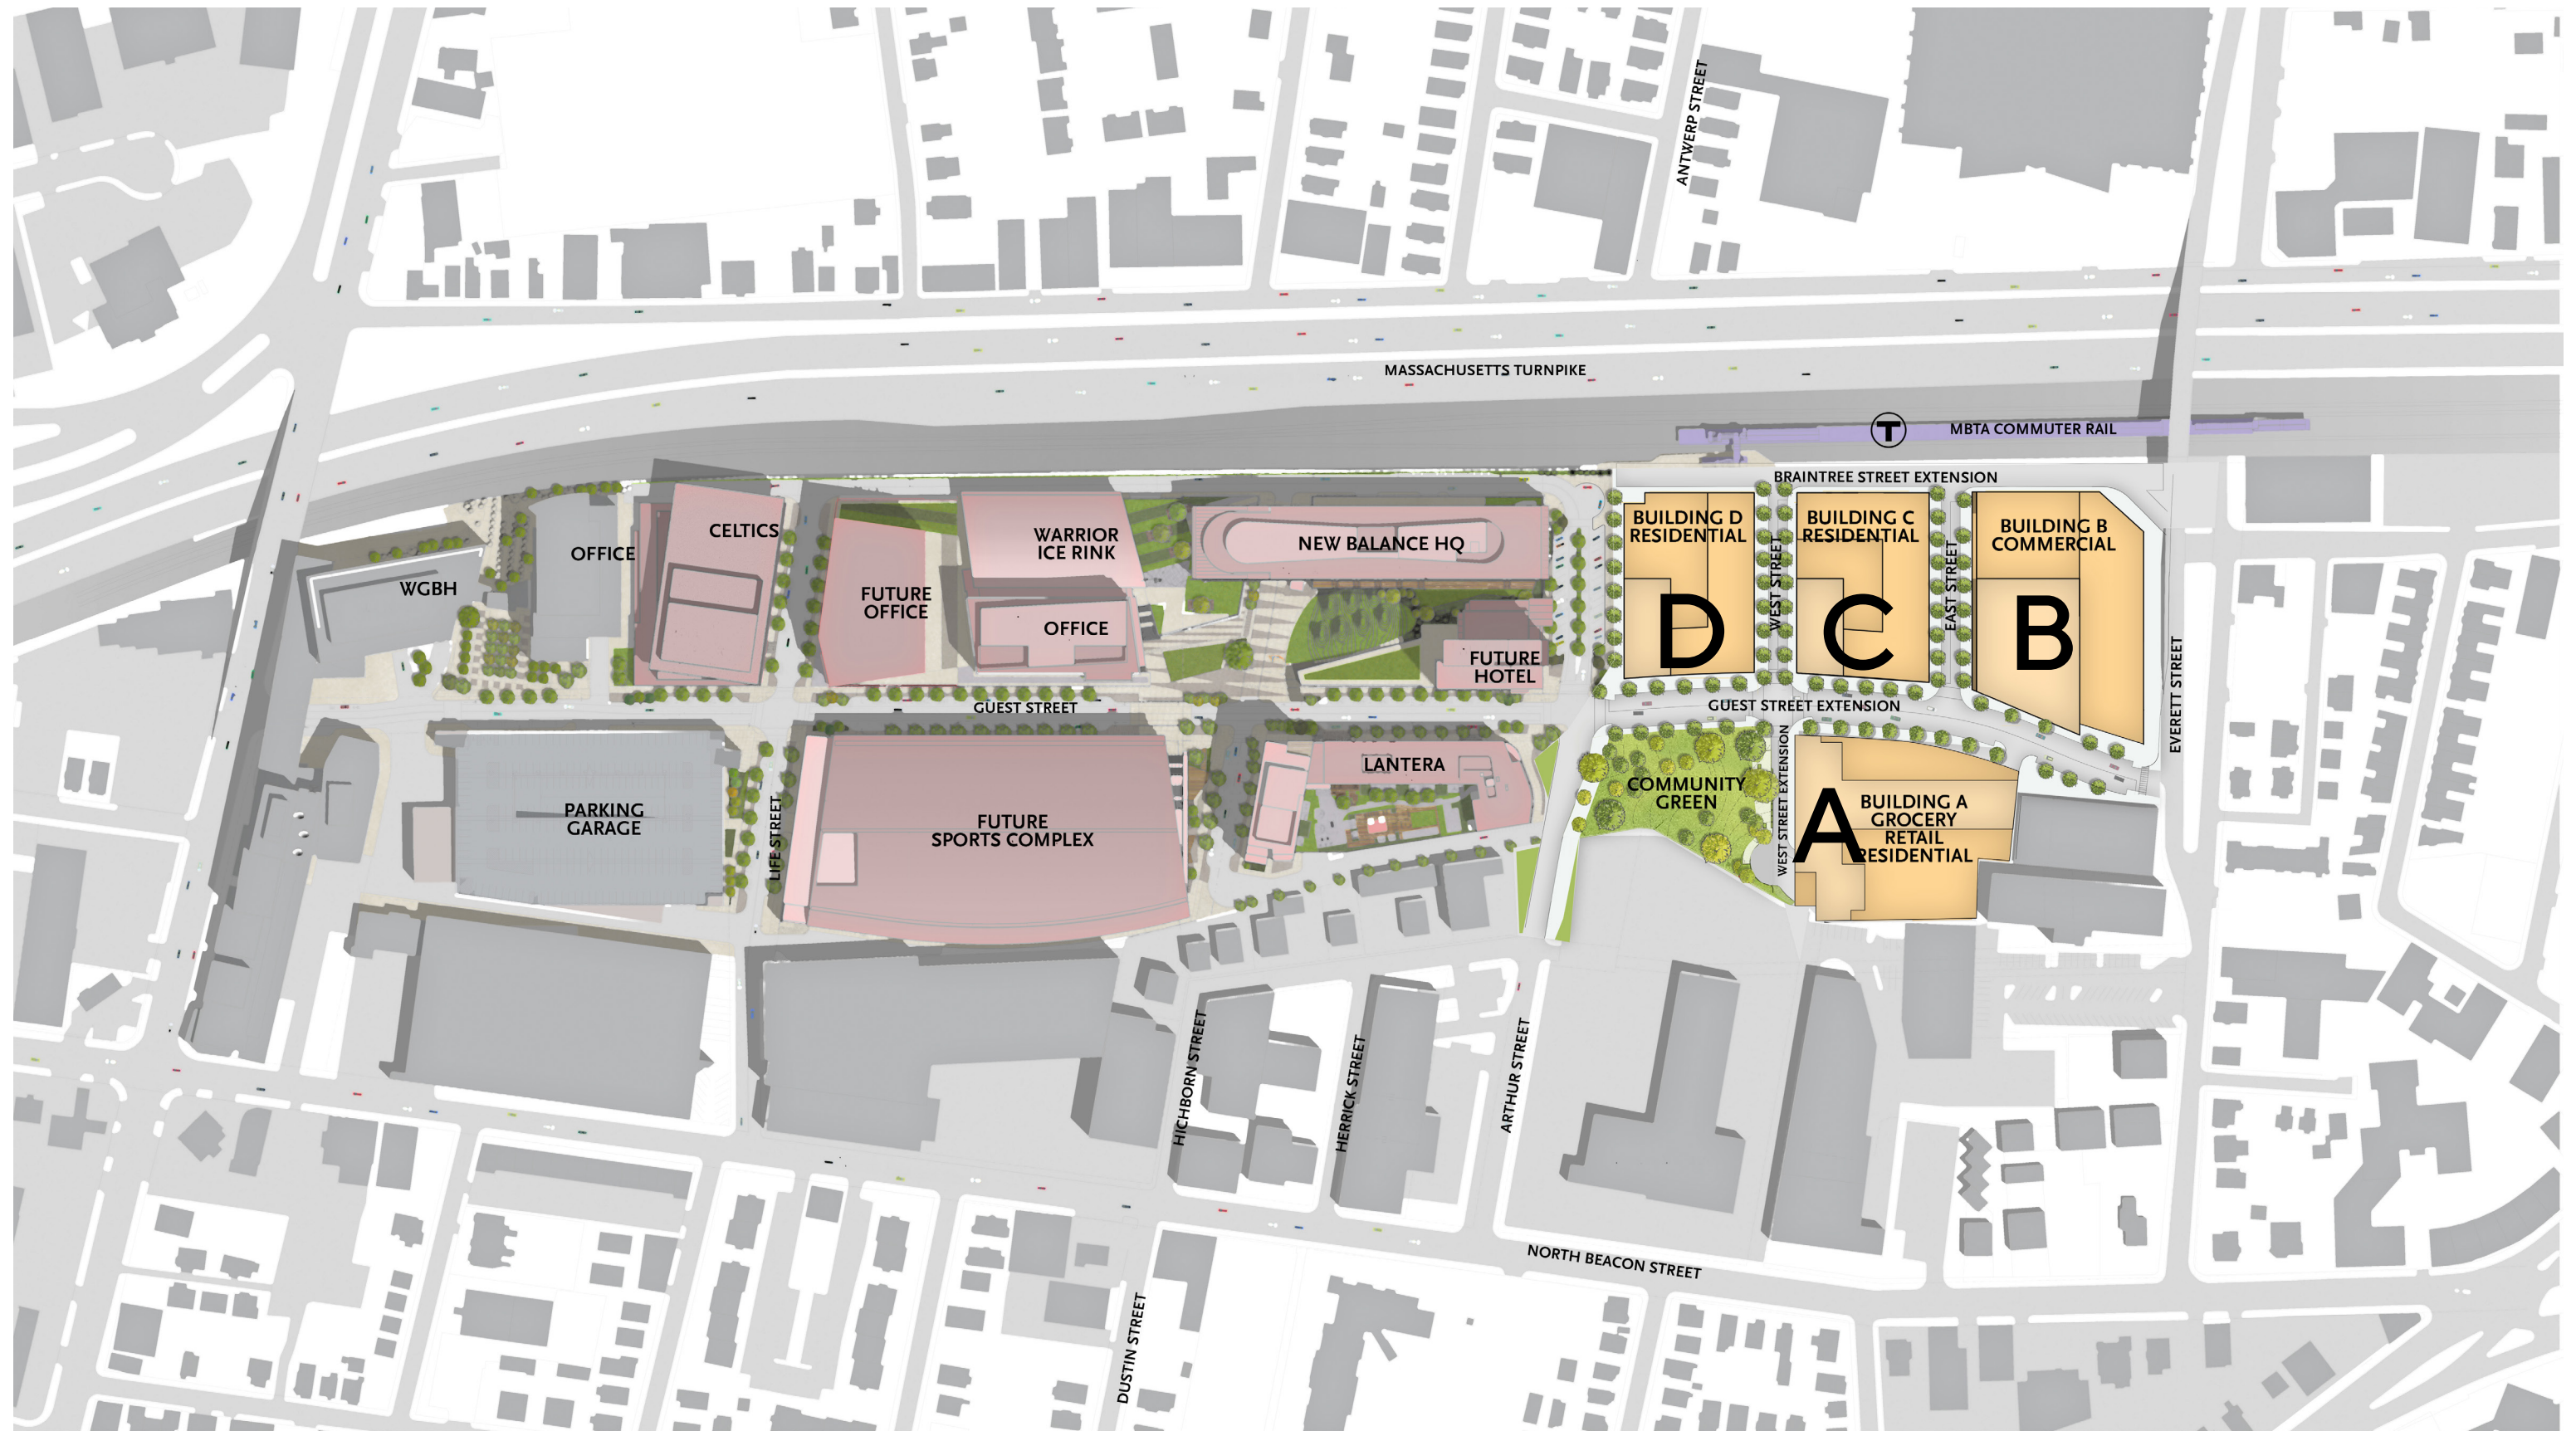 ANTWERP STREET
MASSACHUSETTS TURNPIKE
T
MBTA COMMUTER RAIL
BRAINTREE STREET EXTENSION
WGBH
OFFICE
CELTICS
FUTURE
OFFICE
WARRIOR
ICE RINK
OFFICE
NEW BALANCE HQ
FUTURE
HOTEL
BUILDING D
RESIDENTIAL
D
WEST STREET
BUILDING C
RESIDENTIAL
C
EAST STREET
BUILDING B
COMMERCIAL
B
EVERETT STREET
GUEST STREET
GUEST STREET EXTENSION
PARKING
GARAGE
LIFE STREET
FUTURE
SPORTS COMPLEX
LANTERA
COMMUNITY
GREEN
WEST STREET EXTENSION
A
BUILDING A
GROCERY
RETAIL
RESIDENTIAL
HICHBORN STREET
HERRICK STREET
ARTHUR STREET
NORTH BEACON STREET
DUSTIN STREET